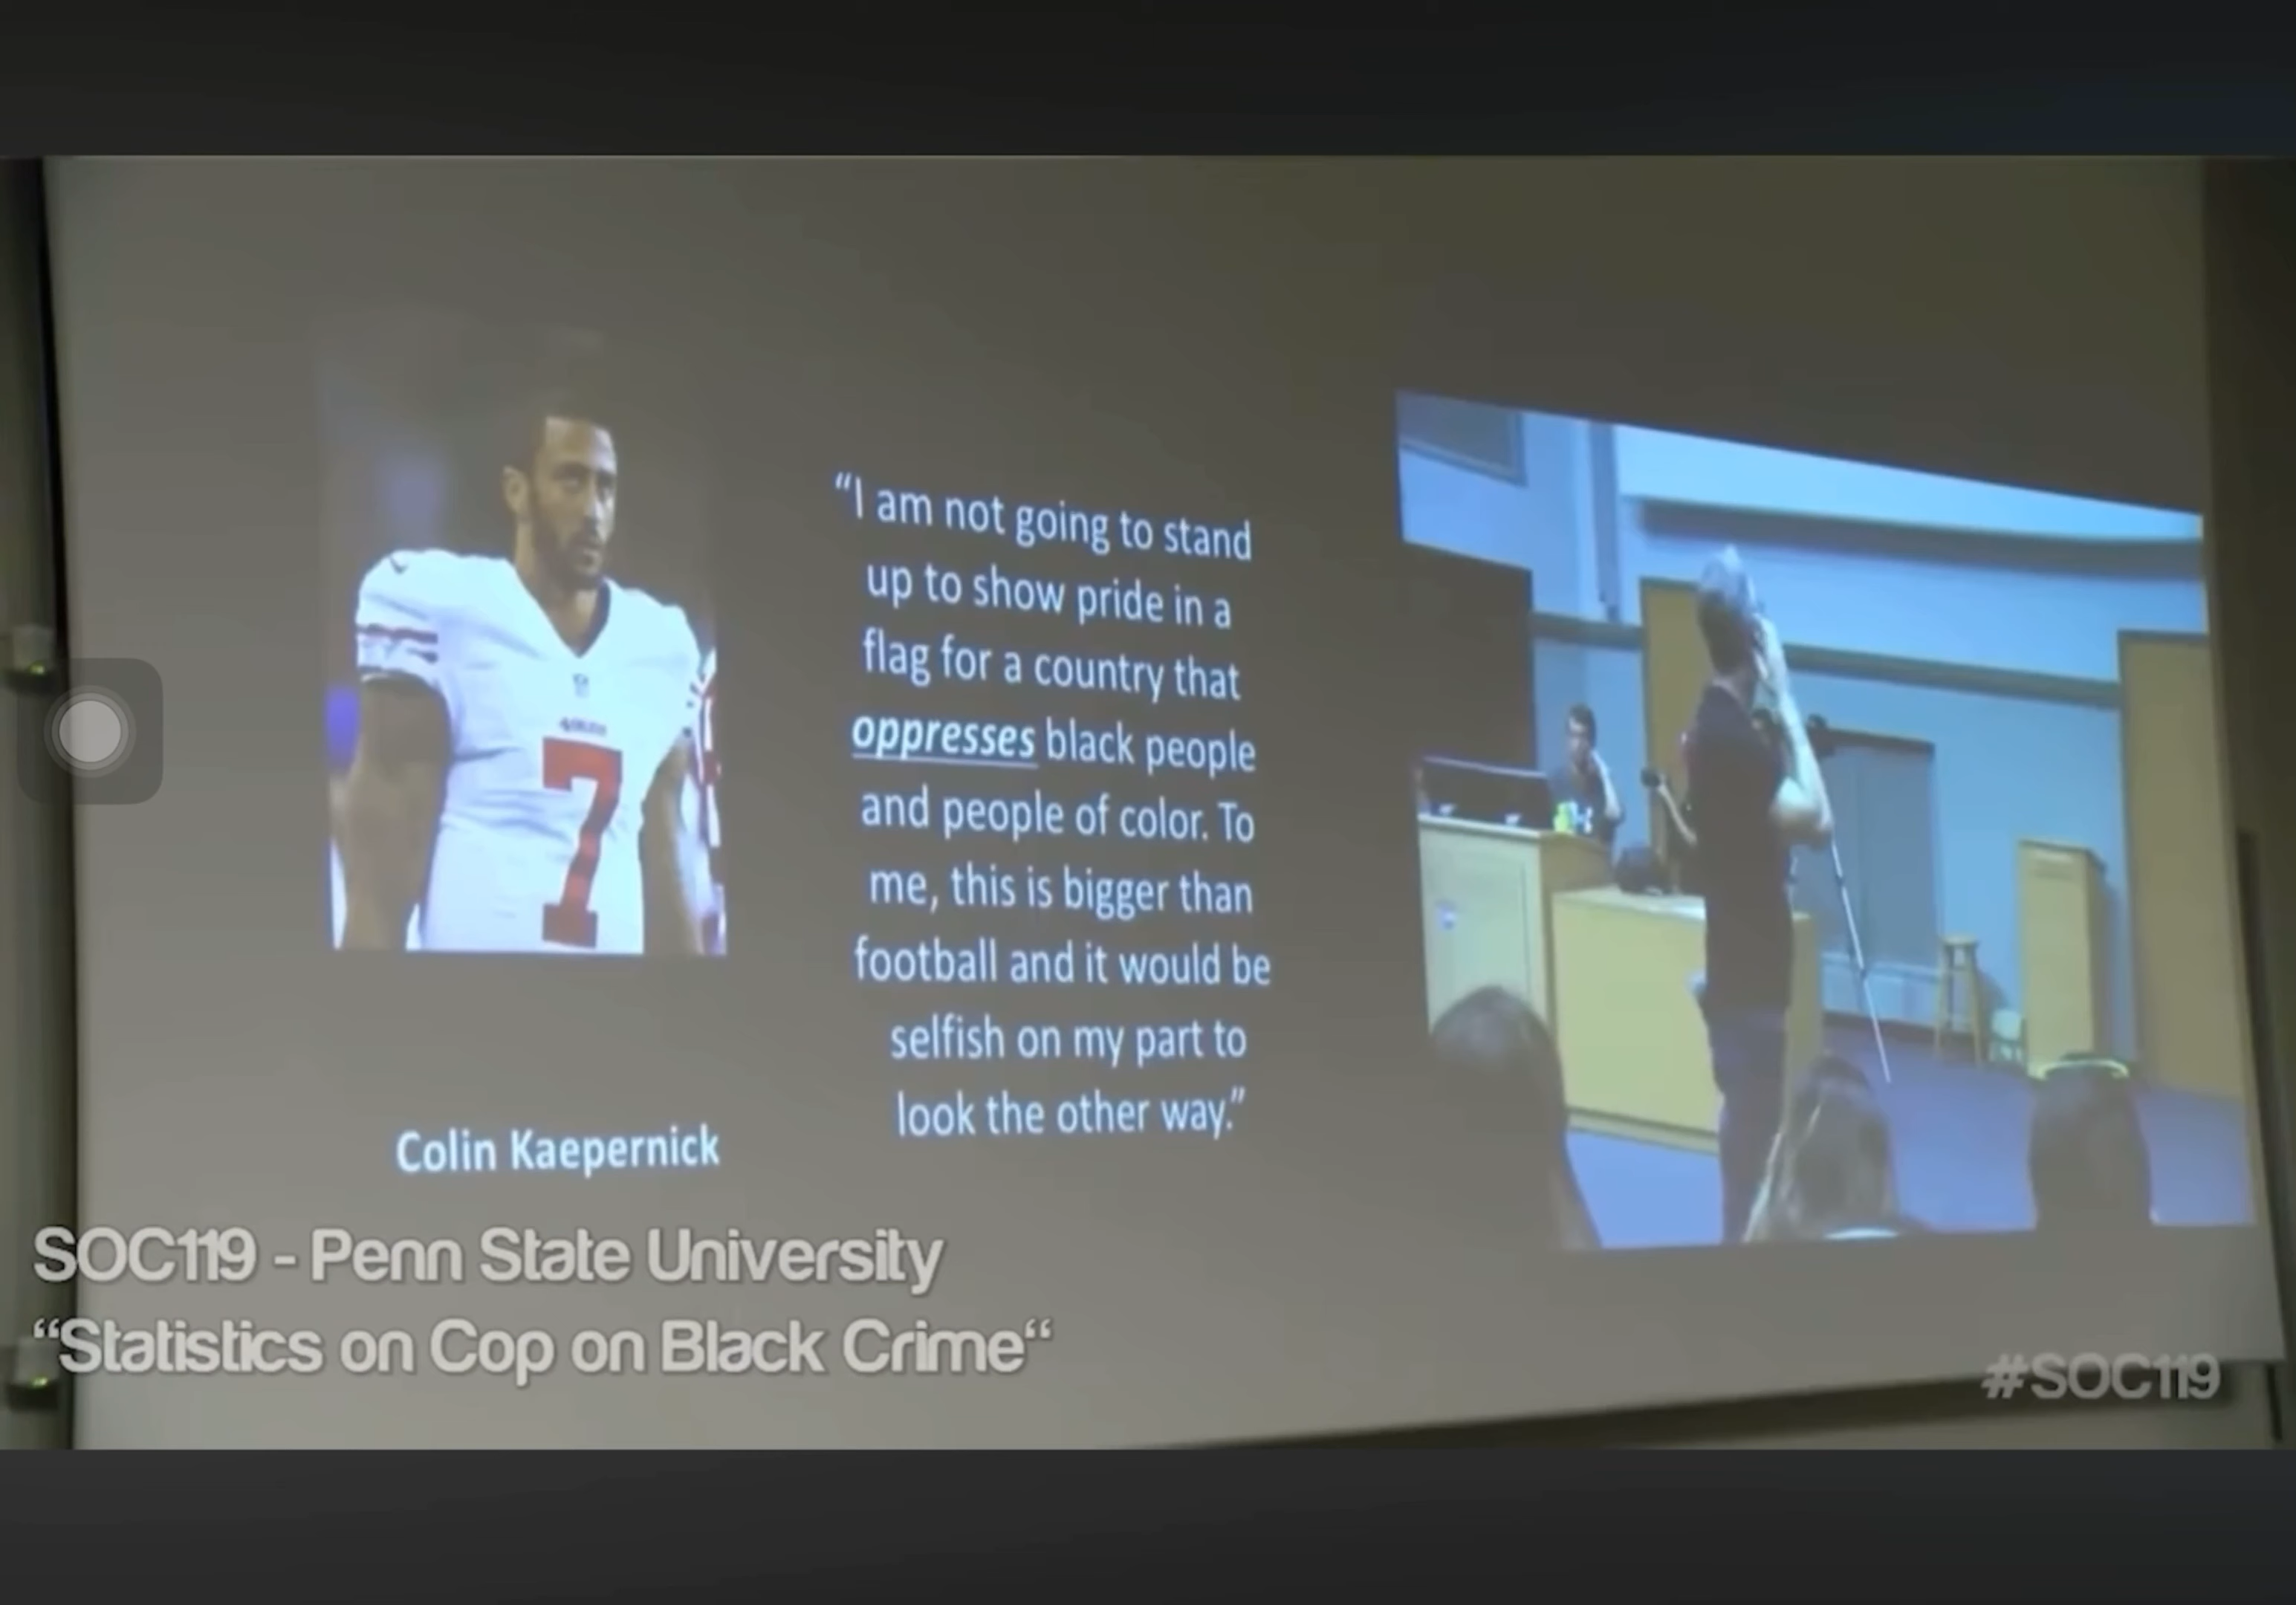 “I am not going to stand
up to show pride in a
flag for a country that
oppresses black people
and people of color. To
me, this is bigger than
football and it would be
selfish on my part to
look the other way.”
7
Colin Kaepernick
SOC119 - Penn State University
“Statistics on Cop on Black Crime“
#SOC119